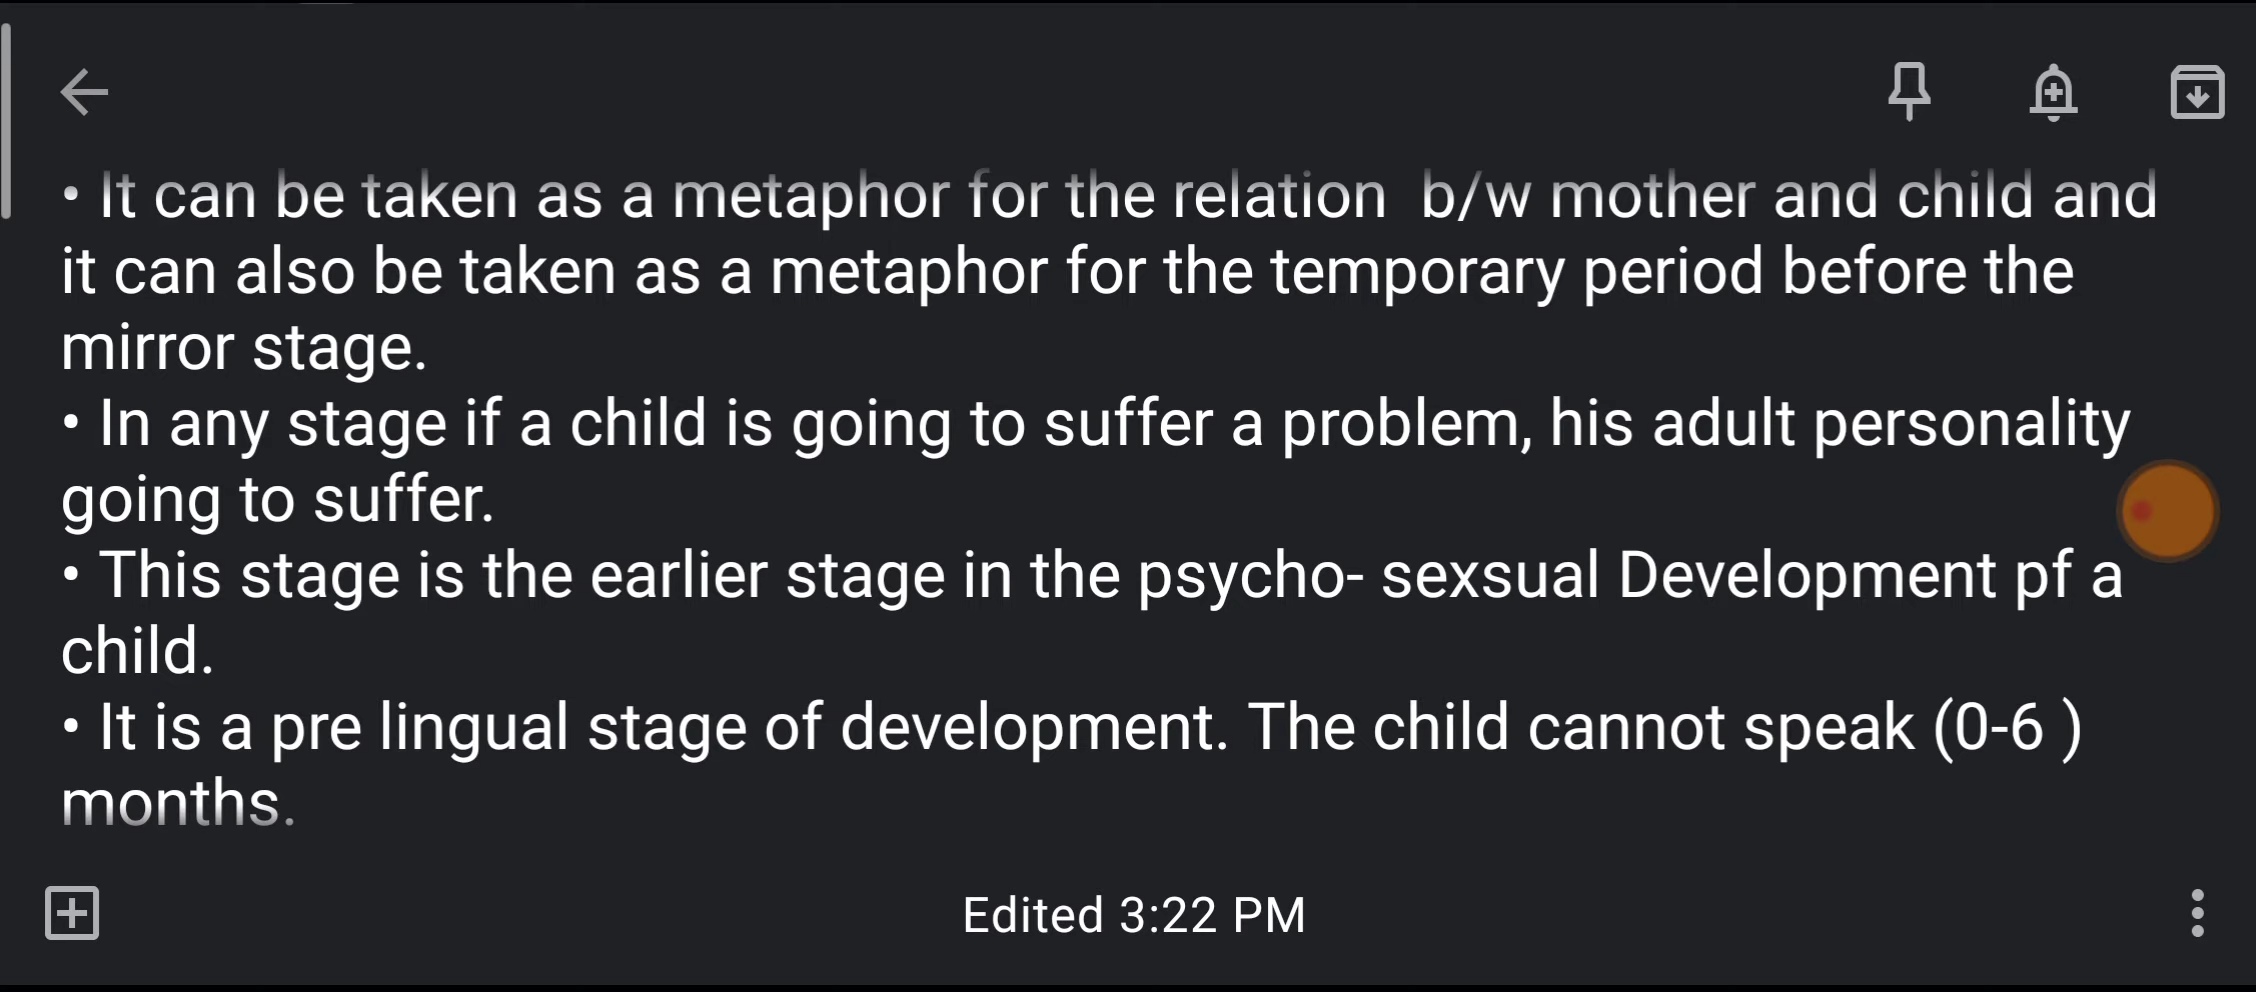 • It can be taken as a metaphor for the relation  b/w mother and child and
it can also be taken as a metaphor for the temporary period before the
mirror stage.
• In any stage if a child is going to suffer a problem, his adult personality
going to suffer.
• This stage is the earlier stage in the psycho- sexsual Development pf a
child.
• It is a pre lingual stage of development. The child cannot speak (0-6 )
months.
Edited 3:22 PM